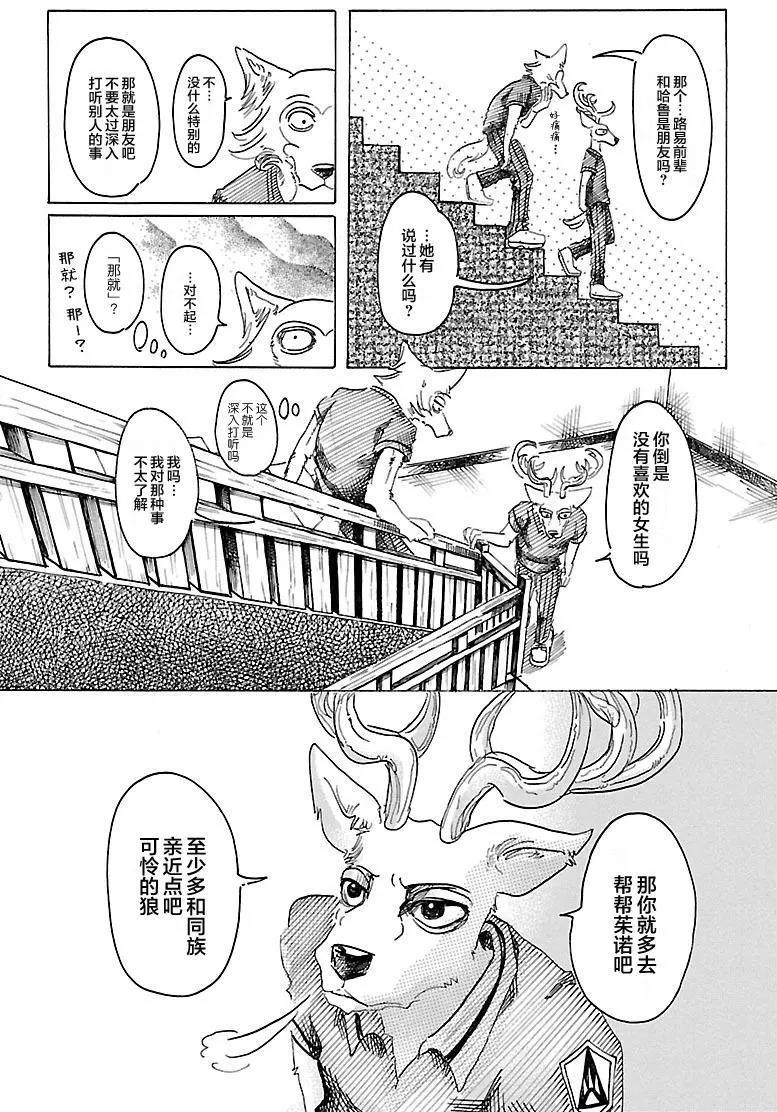 那个…路易前辈
和哈鲁是朋友吗？
好痛痛…
…她有
说过什么吗？
不…
没什么特别的
那就是朋友吧
不要太过深入
打听别人的事
…对不起…
「那就」？
那就？那—？
你倒是
没有喜欢
的女生吗
这个
不就是
深入打听吗
我吗…
我对那种事
不太了解
那你就多去
帮帮茱诺吧
至少多和同族
亲近点吧
可怜的狼